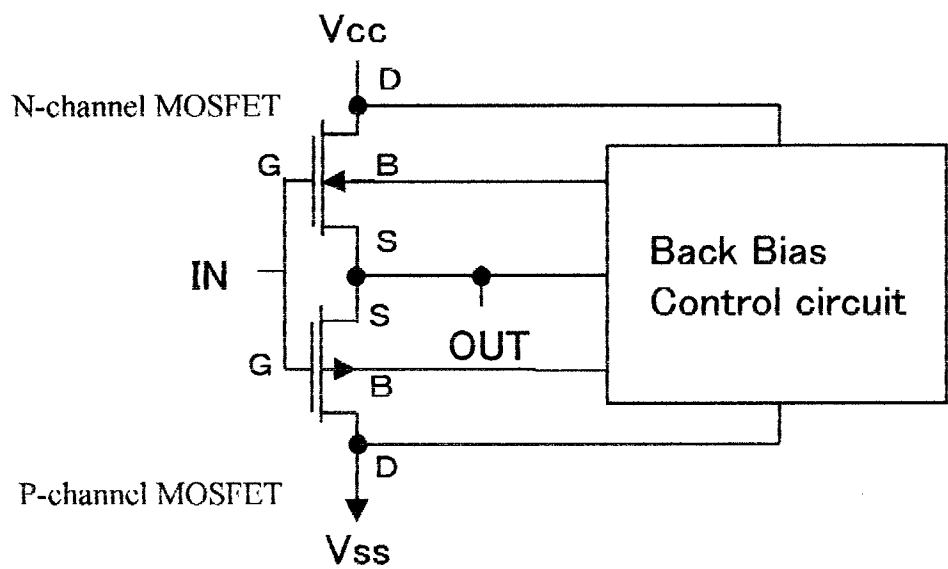 Vcc
D
N-channel MOSFET
G
B
S
IN
Back Bias
Control circuit
S
OUT
G
B
D
P-channel MOSFET
Vss